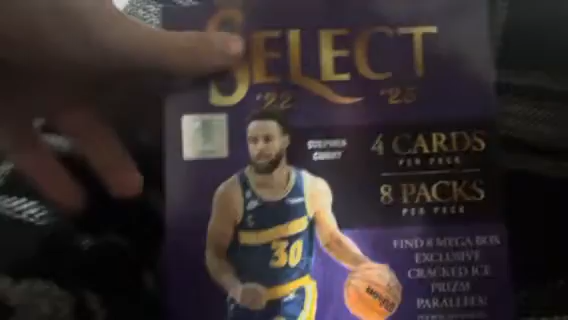 SELECT
'22 '23
STEPHEN
CURRY
4 CARDS
PER PACK
8 PACKS
PER PACK
30
FIND 8 MEGA BOX
EXCLUSIVE
CRACKED ICE
PRIZM
PARALLELS!